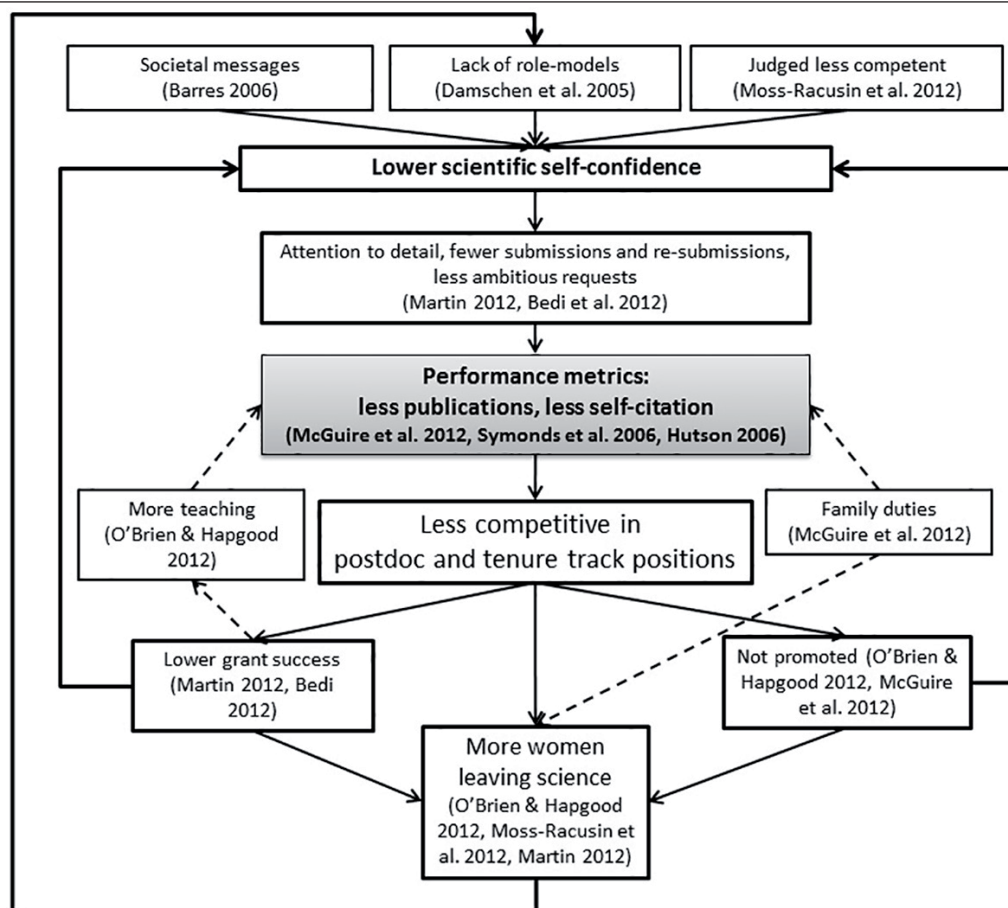 Societal messages
(Barres 2006)
Lack of role-models
(Damschen et al. 2005)
Judged less competent
(Moss-Racusin et al. 2012)
Lower scientific self-confidence
Attention to detail, fewer submissions and re-submissions,
less ambitious requests
(Martin 2012, Bedi et al. 2012)
Performance metrics:
less publications, less self-citation
(McGuire et al. 2012, Symonds et al. 2006, Hutson 2006)
More teaching
(O'Brien & Hapgood
2012)
Less competitive in
postdoc and tenure track positions
Family duties
(McGuire et al. 2012)
Lower grant success
(Martin 2012, Bedi
2012)
Not promoted (O'Brien &
Hapgood 2012, McGuire
et al. 2012)
More women
leaving science
(O'Brien & Hapgood
2012, Moss-Racusin et
al. 2012, Martin 2012)